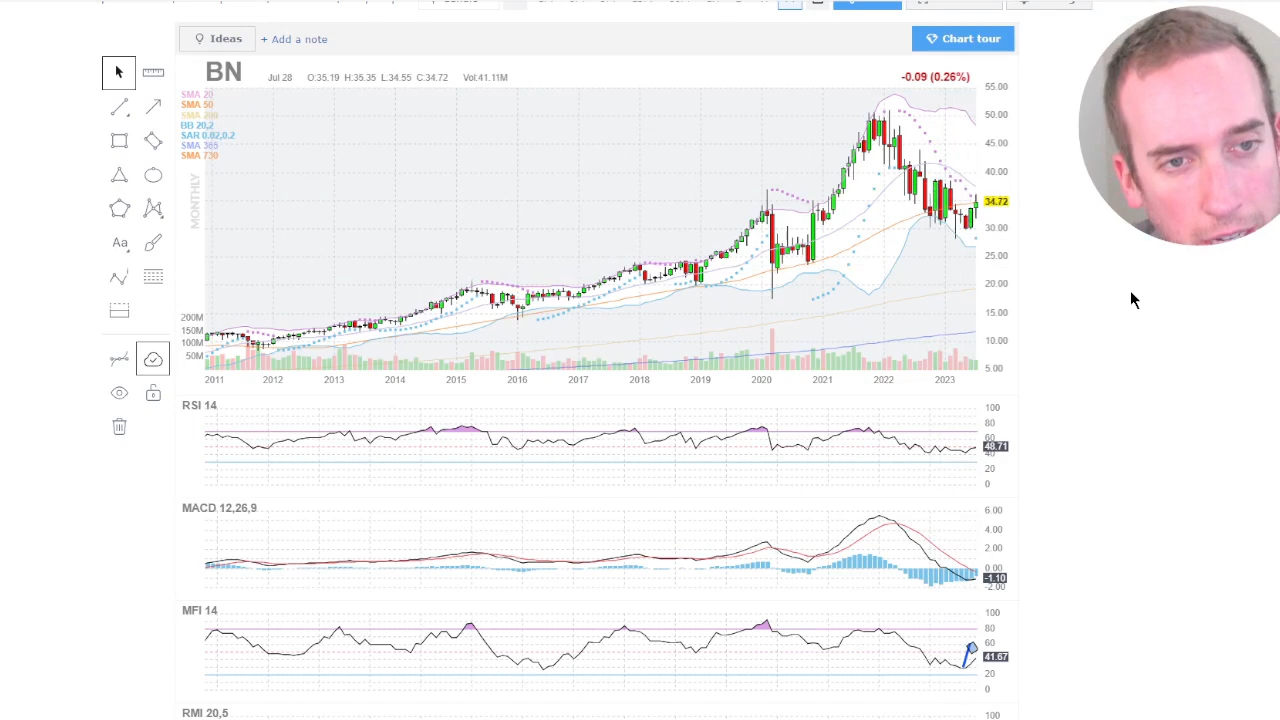 Ideas + Add a note Chart tour
BN Jul 28 O:35.19 H:35.35 L:34.55 C:34.72 Vol:41.11M -0.09 (0.26%)
SMA 20
SMA 50
SMA 200
BB 20,2
SAR 0.02,0.2
SMA 365
SMA 730
MONTHLY
55.00
50.00
45.00
40.00
34.72
30.00
25.00
20.00
15.00
10.00
5.00
200M
150M
100M
50M
2011 2012 2013 2014 2015 2016 2017 2018 2019 2020 2021 2022 2023
Aa
RSI 14
100
80
60
48.71
40
20
0
MACD 12,26,9
6.00
4.00
2.00
0.00
-1.10
-2.00
MFI 14
100
80
60
41.67
20
0
RMI 20,5
100